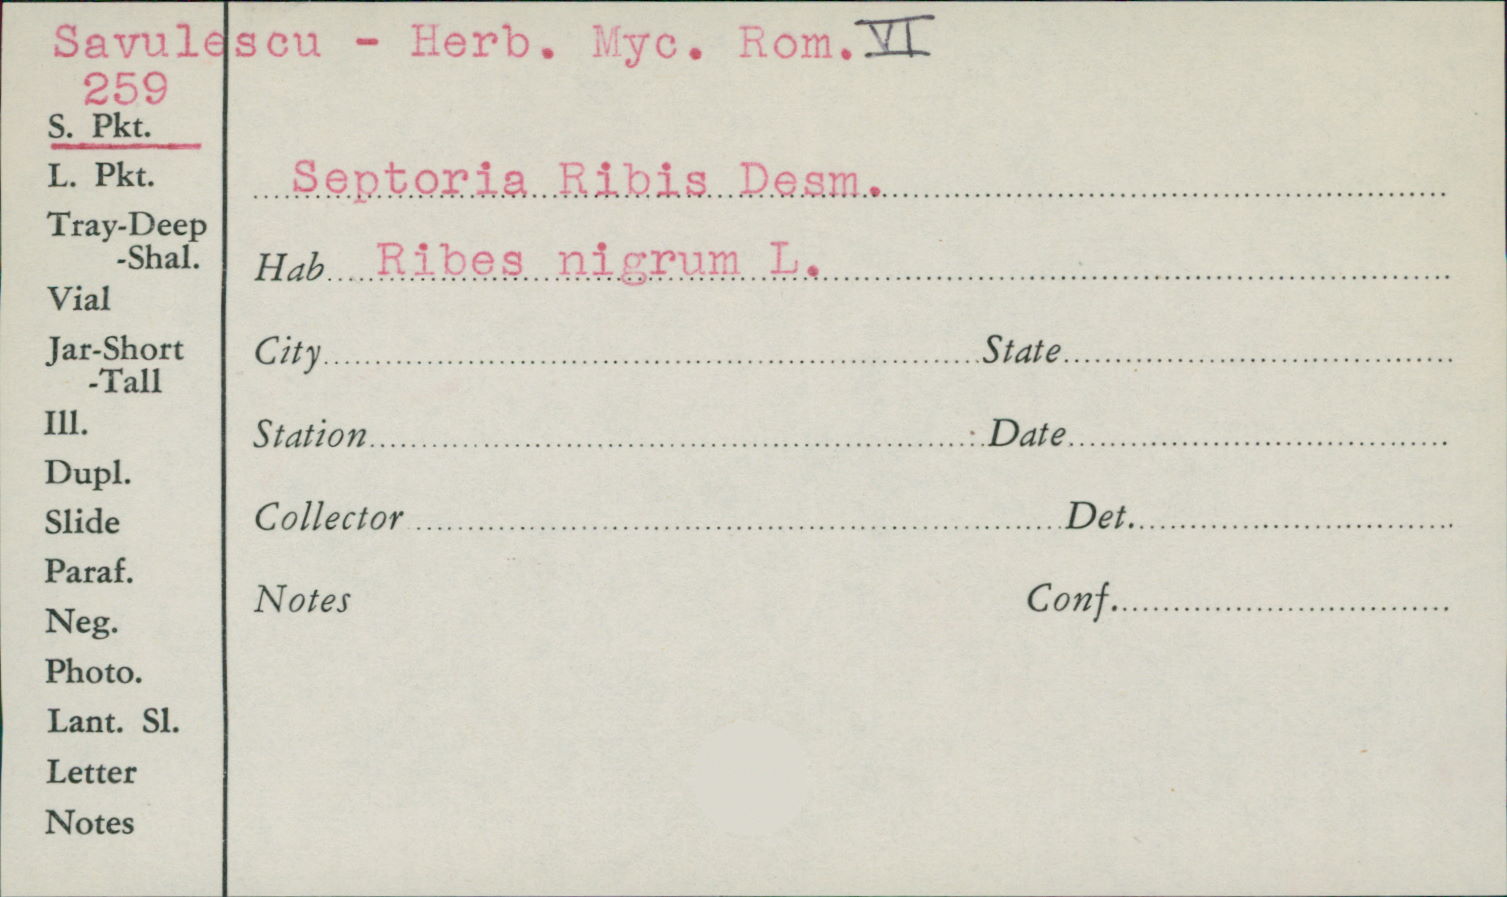 Savulescu - Herb. Myc. Rom. VI
259
S. Pkt.
L. Pkt.
Tray-Deep
-Shal.
Vial
Jar-Short
-Tall
Ill.
Dupl.
Slide
Paraf.
Neg.
Photo.
Lant. Sl.
Letter
Notes
Septoria Ribis Desm.
Hab Ribes nigrum L.
City State
Station Date
Collector Det.
Notes Conf.